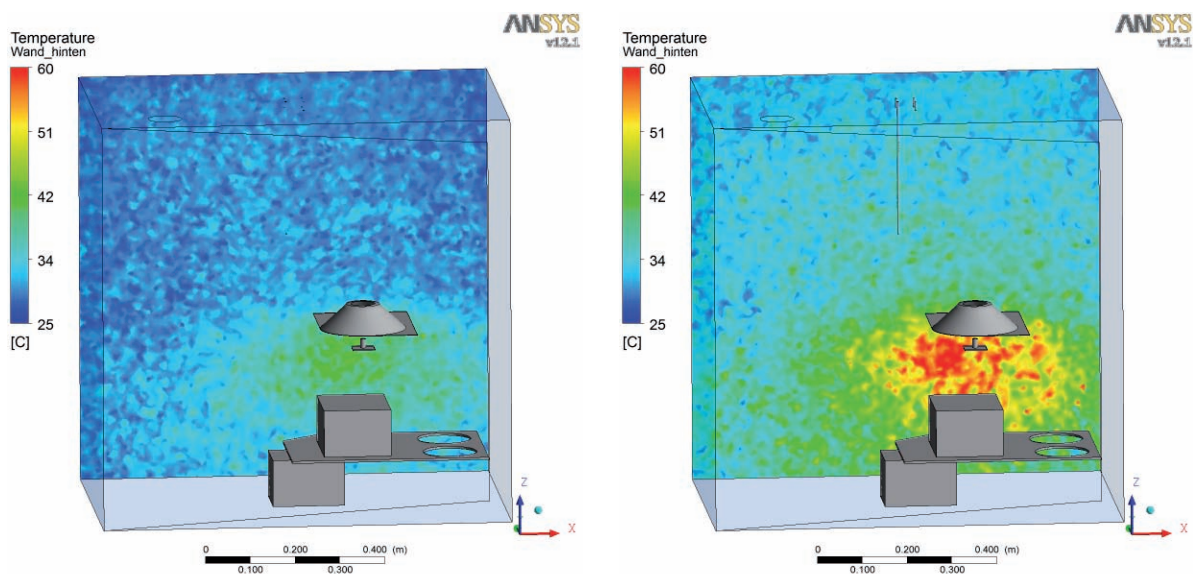 ANSYS
v12.1
Temperature
Wand_hinten
60
51
42
34
25
[C]
Z
X
0 0.200 0.400 (m)
0.100 0.300
ANSYS
v12.1
Temperature
Wand_hinten
60
51
42
34
25
[C]
Z
X
0 0.200 0.400 (m)
0.100 0.300